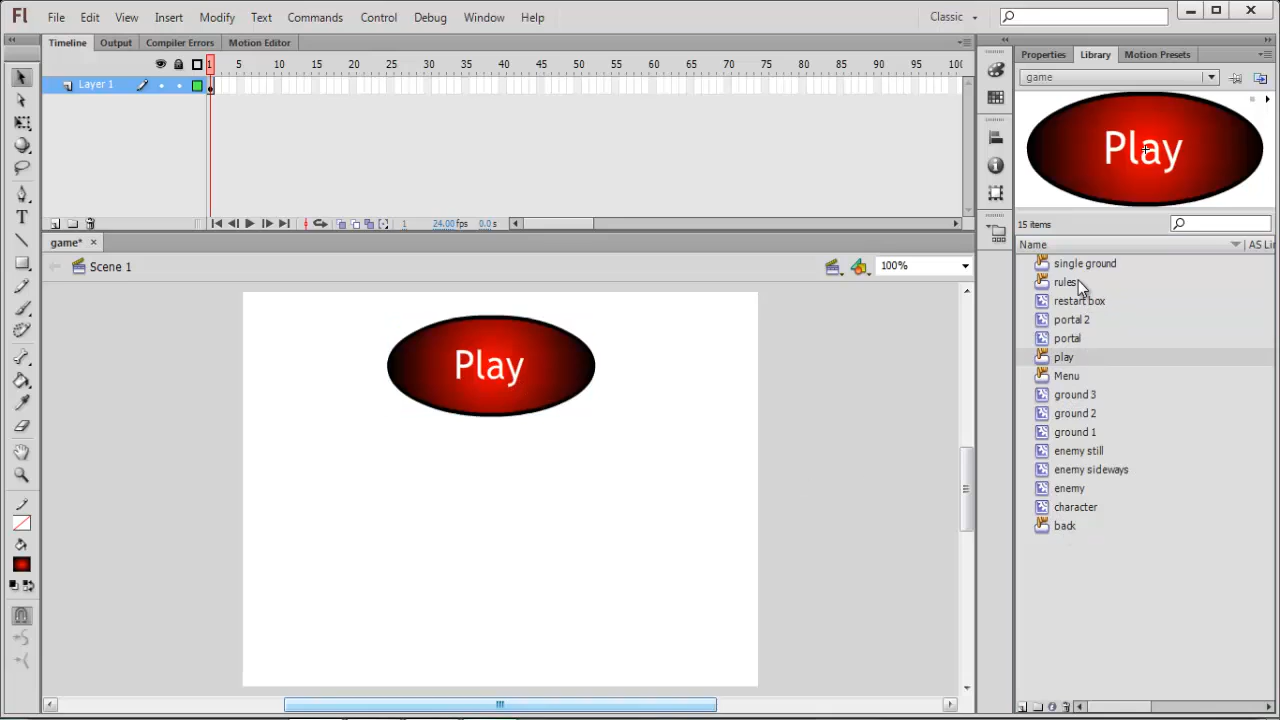 Fl File Edit View Insert Modify Text Commands Control Debug Window Help Classic
Timeline Output Compiler Errors Motion Editor
1 5 10 15 20 25 30 35 40 45 50 55 60 65 70 75 80 85 90 95 100
Layer 1
1 24.00 fps 0.0 s
game*
Scene 1 100%
Play
Properties Library Motion Presets
game
Play
15 items
Name AS Lir
single ground
rules
restart box
portal 2
portal
play
Menu
ground 3
ground 2
ground 1
enemy still
enemy sideways
enemy
character
back